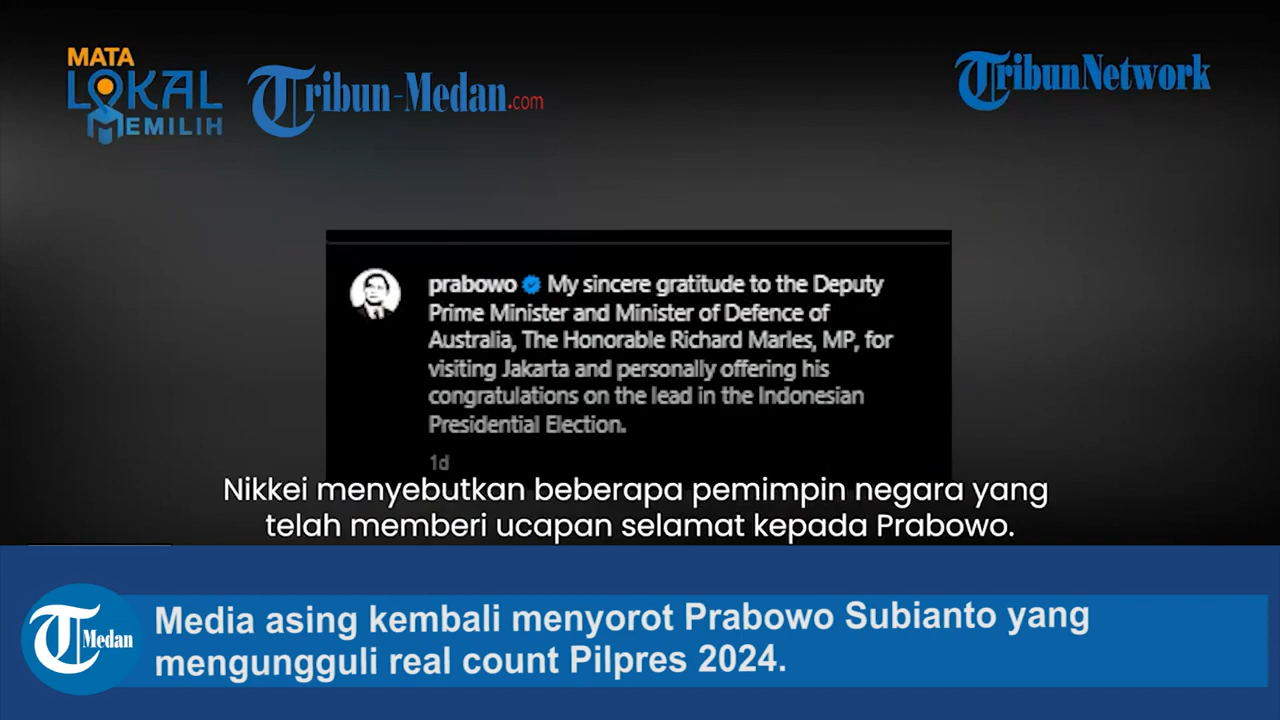 MATA
LOKAL
MEMILIH
Tribun-Medan.com
TribunNetwork
prabowo My sincere gratitude to the Deputy
Prime Minister and Minister of Defence of
Australia, The Honorable Richard Marles, MP, for
visiting Jakarta and personally offering his
congratulations on the lead in the Indonesian
Presidential Election.
1d
Nikkei menyebutkan beberapa pemimpin negara yang
telah memberi ucapan selamat kepada Prabowo.
T Medan
Media asing kembali menyorot Prabowo Subianto yang
mengungguli real count Pilpres 2024.